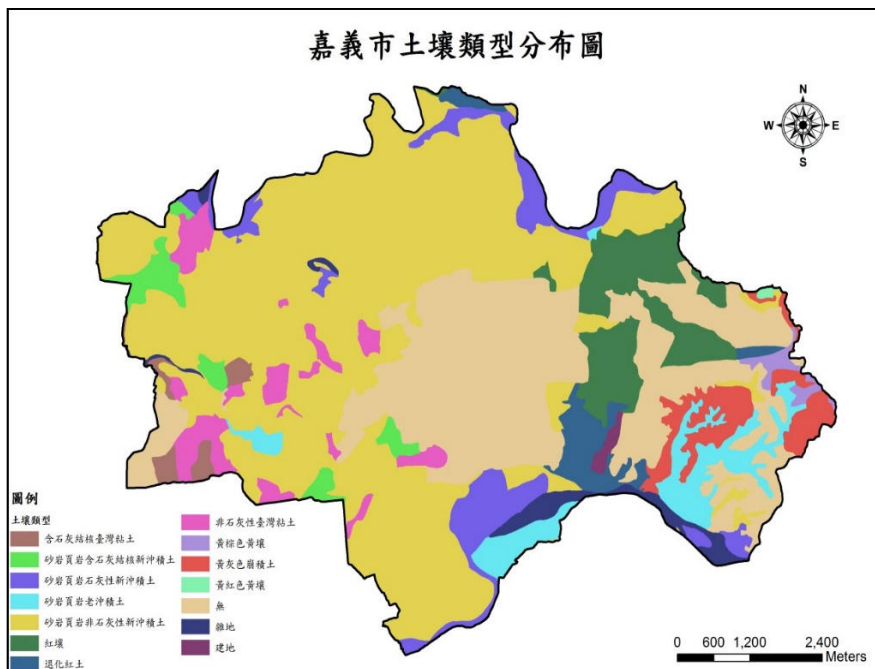 嘉義市土壤類型分布圖
N
W
E
S
圖例
土壤類型
含石灰結核臺灣粘土
砂岩頁岩含石灰結核新沖積土
砂岩頁岩石灰性新沖積土
砂岩頁岩老沖積土
砂岩頁岩非石灰性新沖積土
紅壤
退化紅土
非石灰性臺灣粘土
黃棕色黃壤
黃灰色崩積土
黃紅色黃壤
無
雜地
建地
0 600 1,200 2,400
Meters